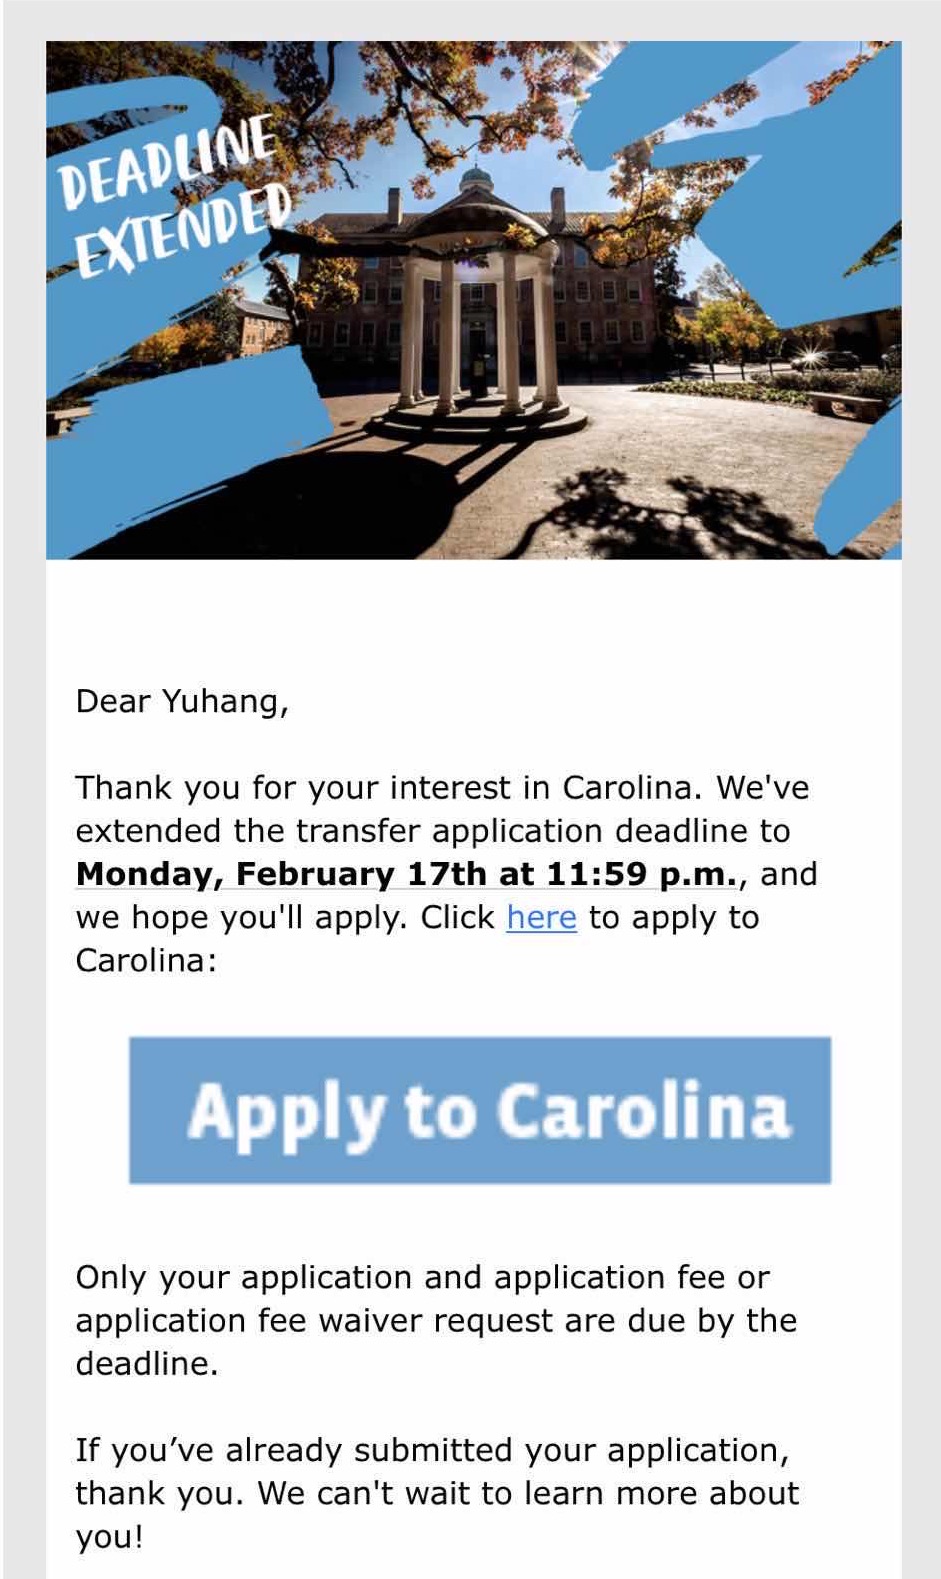 DEADLINE
EXTENDED
Dear Yuhang,
Thank you for your interest in Carolina. We've
extended the transfer application deadline to
Monday, February 17th at 11:59 p.m., and
we hope you'll apply. Click here to apply to
Carolina:
Apply to Carolina
Only your application and application fee or
application fee waiver request are due by the
deadline.
If you’ve already submitted your application,
thank you. We can't wait to learn more about
you!